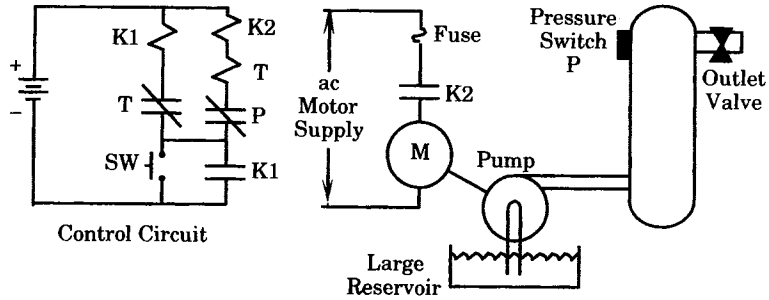 K1
K2
T
T
P
SW
K1
+
−
Control Circuit
ac
Motor
Supply
Fuse
K2
M
Pump
Large
Reservoir
Pressure
Switch
P
Outlet
Valve